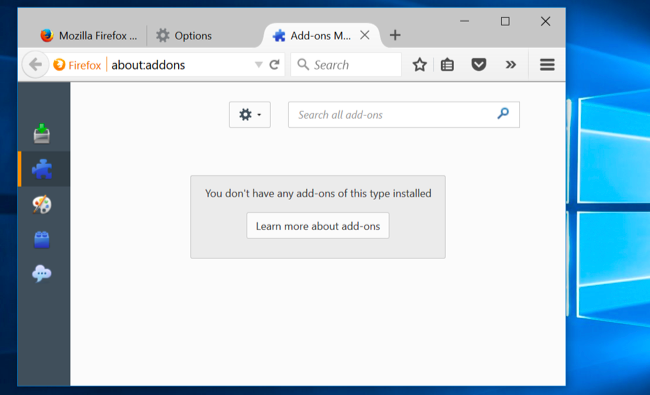 Mozilla Firefox ...
Options
Add-ons M...
Firefox
about:addons
Search
Search all add-ons
You don't have any add-ons of this type installed
Learn more about add-ons